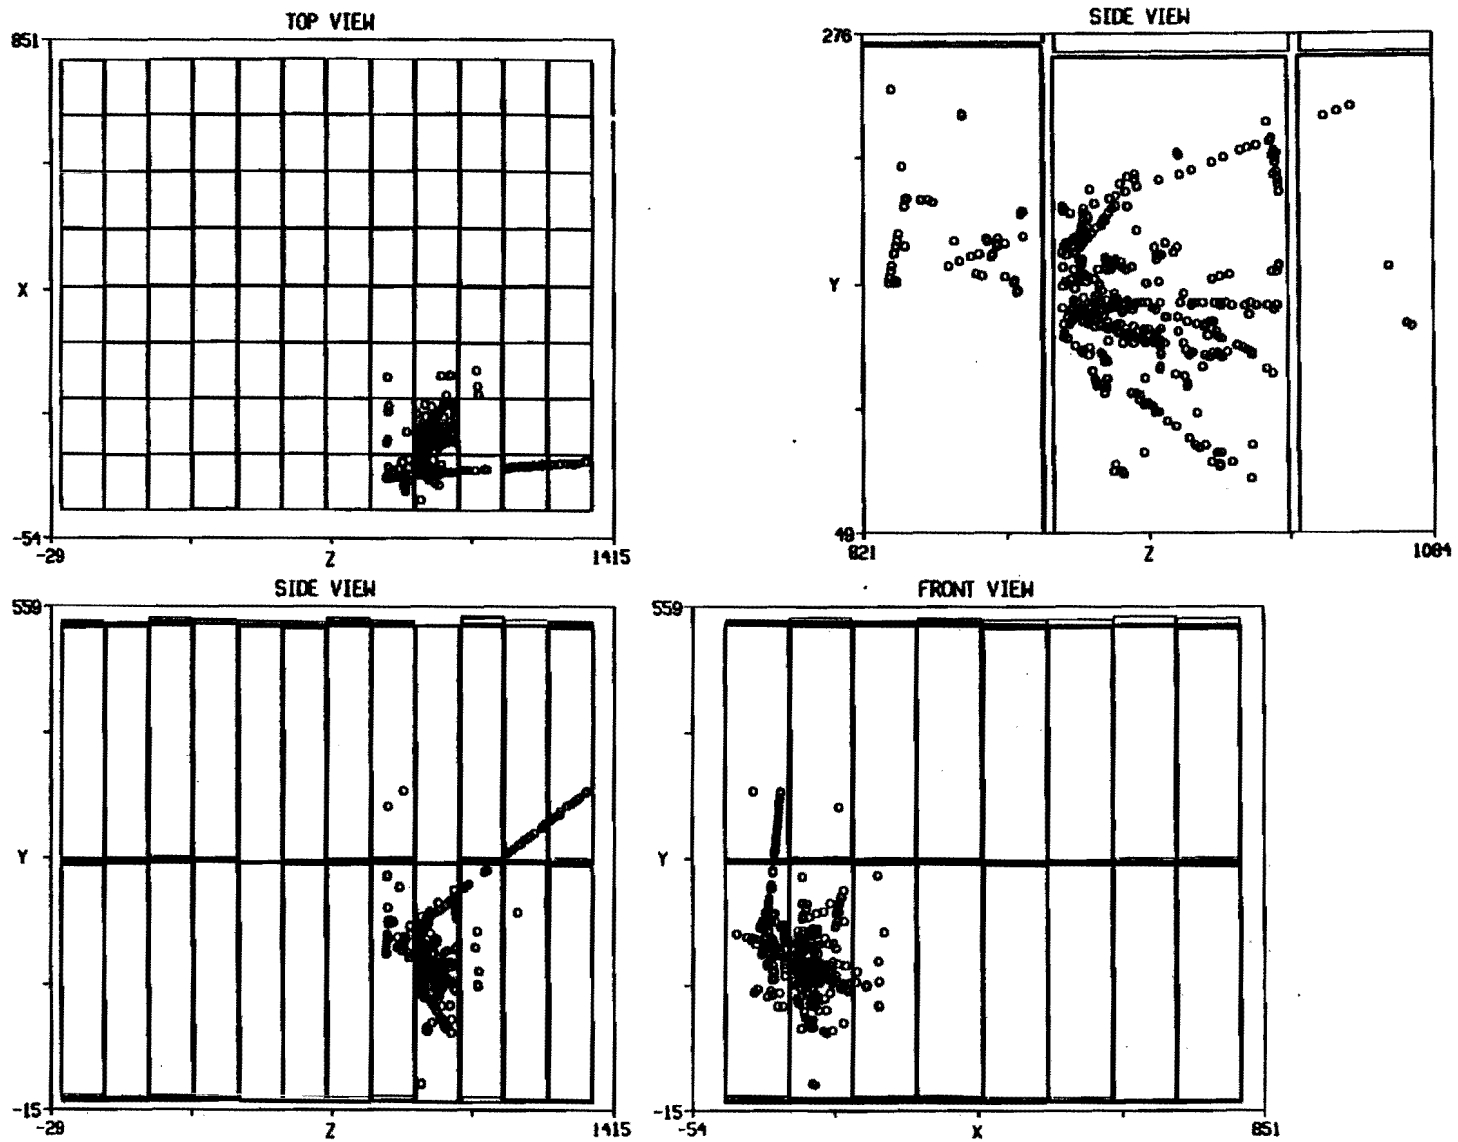 TOP VIEW
851
X
-54
-29
Z
1415
SIDE VIEW
276
Y
49
821
Z
1084
SIDE VIEW
559
Y
-15
-29
Z
1415
FRONT VIEW
559
Y
-15
-54
X
851